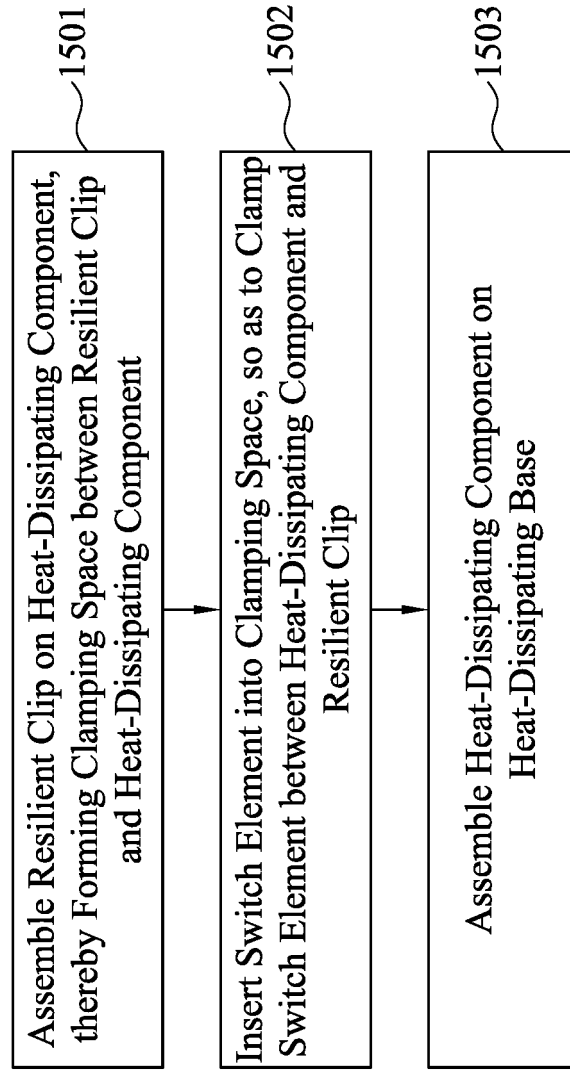 Assemble Resilient Clip on Heat-Dissipating Component,
thereby Forming Clamping Space between Resilient Clip
and Heat-Dissipating Component
1501
Insert Switch Element into Clamping Space, so as to Clamp
Switch Element between Heat-Dissipating Component and
Resilient Clip
1502
Assemble Heat-Dissipating Component on
Heat-Dissipating Base
1503